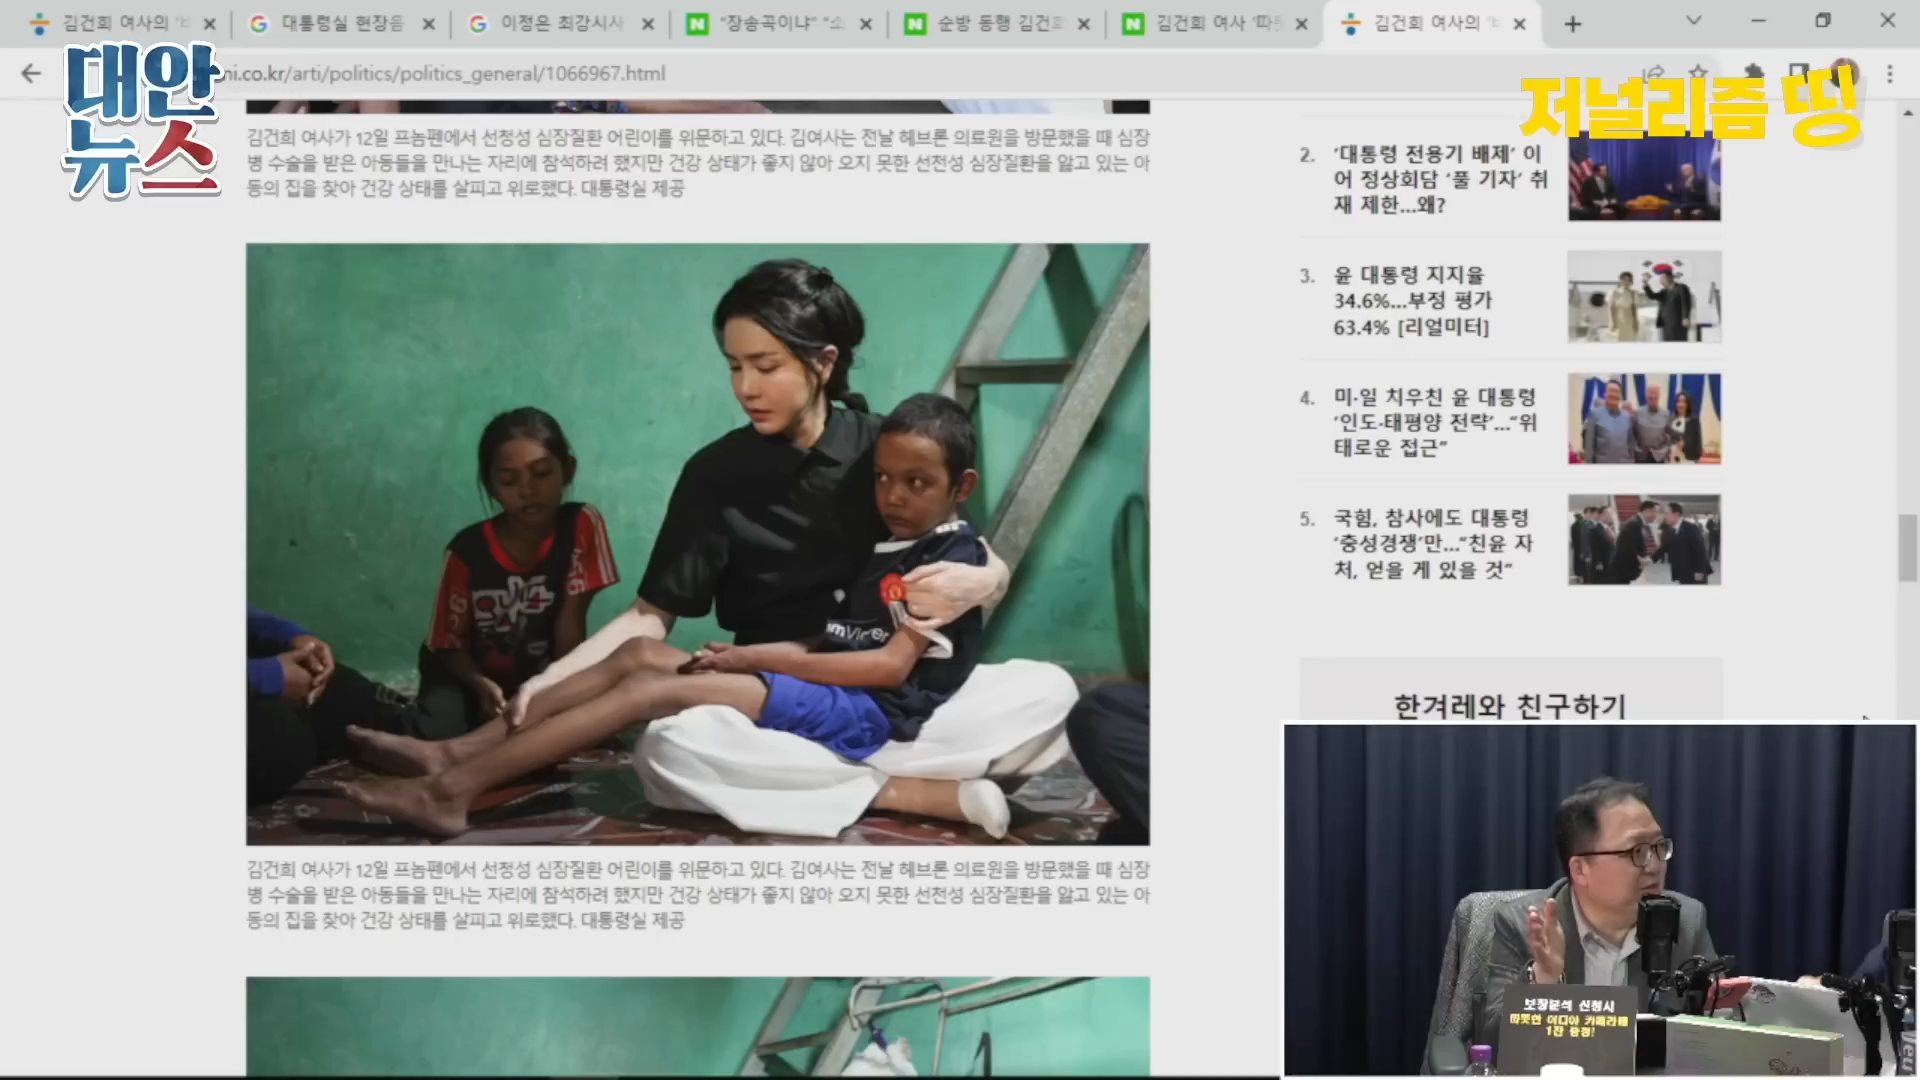 김건희 여사의 '비
대통령실 현장음
이정은 최강시사
"장송곡이냐" "소
순방 동행 김건희
김건희 여사 '따뜻
김건희 여사의 '비
ni.co.kr/arti/politics/politics_general/1066967.html
대안
뉴스
저널리즘 띵
김건희 여사가 12일 프놈펜에서 선청성 심장질환 어린이를 위문하고 있다. 김여사는 전날 헤브론 의료원을 방문했을 때 심장
병 수술을 받은 아동들을 만나는 자리에 참석하려 했지만 건강 상태가 좋지 않아 오지 못한 선천성 심장질환을 앓고 있는 아
동의 집을 찾아 건강 상태를 살피고 위로했다. 대통령실 제공
2. '대통령 전용기 배제' 이
어 정상회담 '풀 기자' 취
재 제한...왜?
3. 윤 대통령 지지율
34.6%...부정 평가
63.4% [리얼미터]
4. 미·일 치우친 윤 대통령
'인도·태평양 전략'..."위
태로운 접근"
5. 국힘, 참사에도 대통령
'충성경쟁'만..."친윤 자
처, 얻을 게 있을 것"
한겨레와 친구하기
김건희 여사가 12일 프놈펜에서 선청성 심장질환 어린이를 위문하고 있다. 김여사는 전날 헤브론 의료원을 방문했을 때 심장
병 수술을 받은 아동들을 만나는 자리에 참석하려 했지만 건강 상태가 좋지 않아 오지 못한 선천성 심장질환을 앓고 있는 아
동의 집을 찾아 건강 상태를 살피고 위로했다. 대통령실 제공
보장분석 신청시
따뜻한 아디아 카페라떼
1잔 증정!